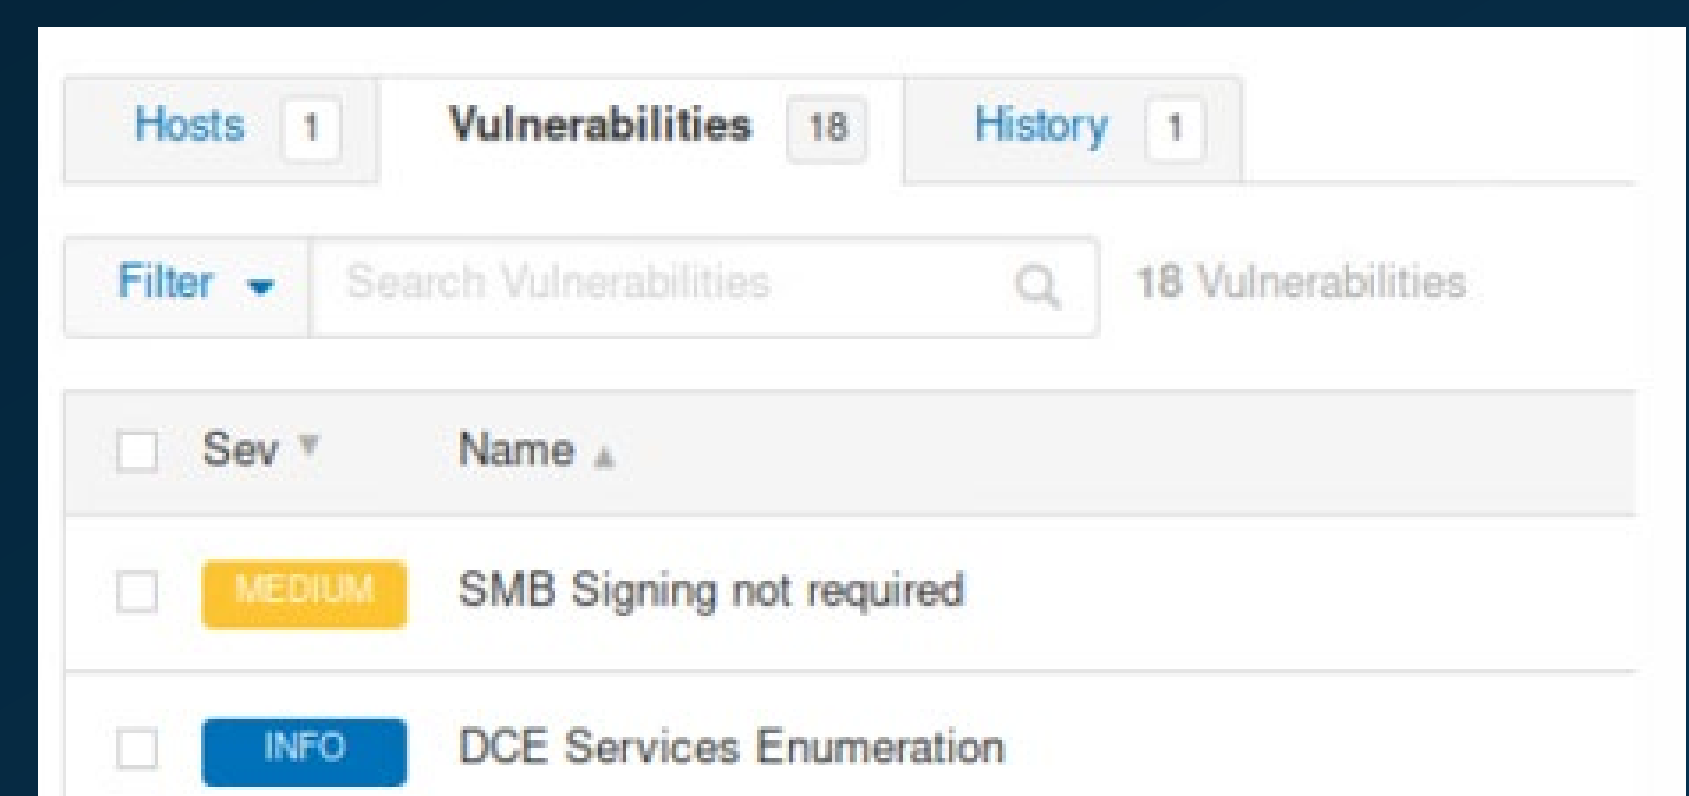 Hosts 1 Vulnerabilities 18 History 1
Filter Search Vulnerabilities 18 Vulnerabilities
Sev Name
MEDIUM SMB Signing not required
INFO DCE Services Enumeration